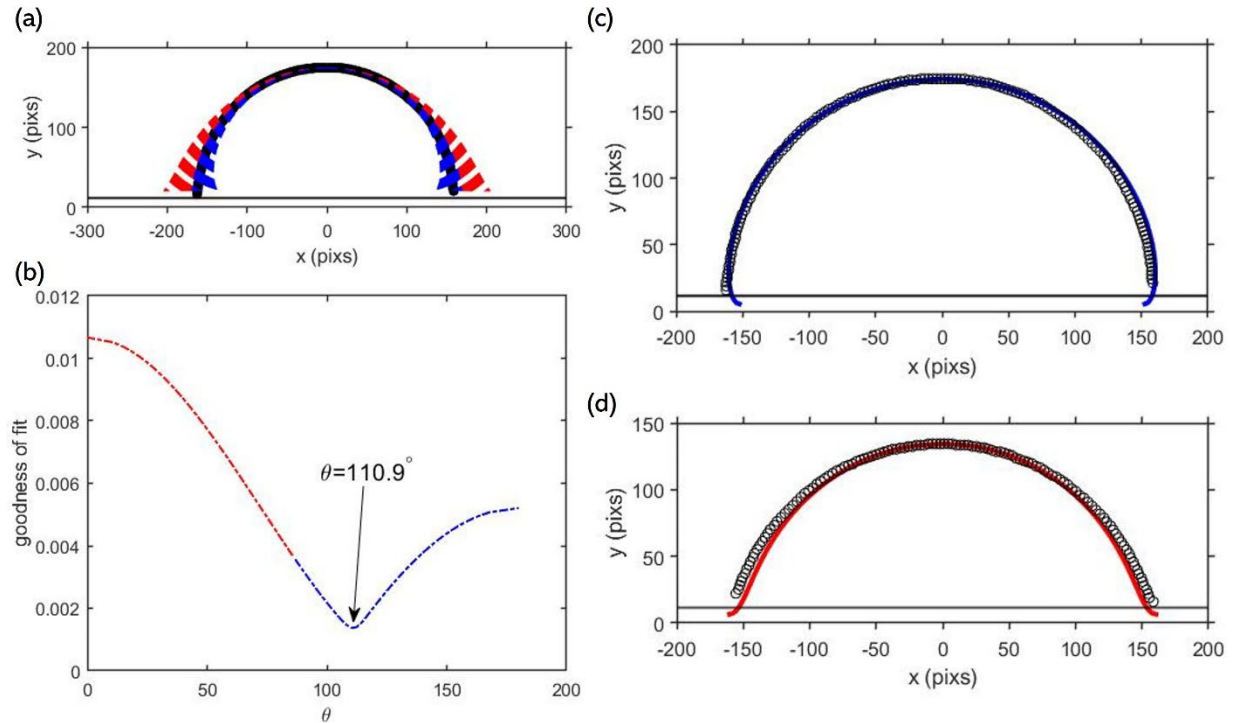 (a)
200
100
0
y (pixs)
-300 -200 -100 0 100 200 300
x (pixs)
(b)
0.012
0.01
0.008
0.006
0.004
0.002
0
goodness of fit
θ=110.9°
0 50 100 150 200
θ
(c)
200
150
100
50
0
y (pixs)
-200 -150 -100 -50 0 50 100 150 200
x (pixs)
(d)
150
100
50
0
y (pixs)
-200 -150 -100 -50 0 50 100 150 200
x (pixs)